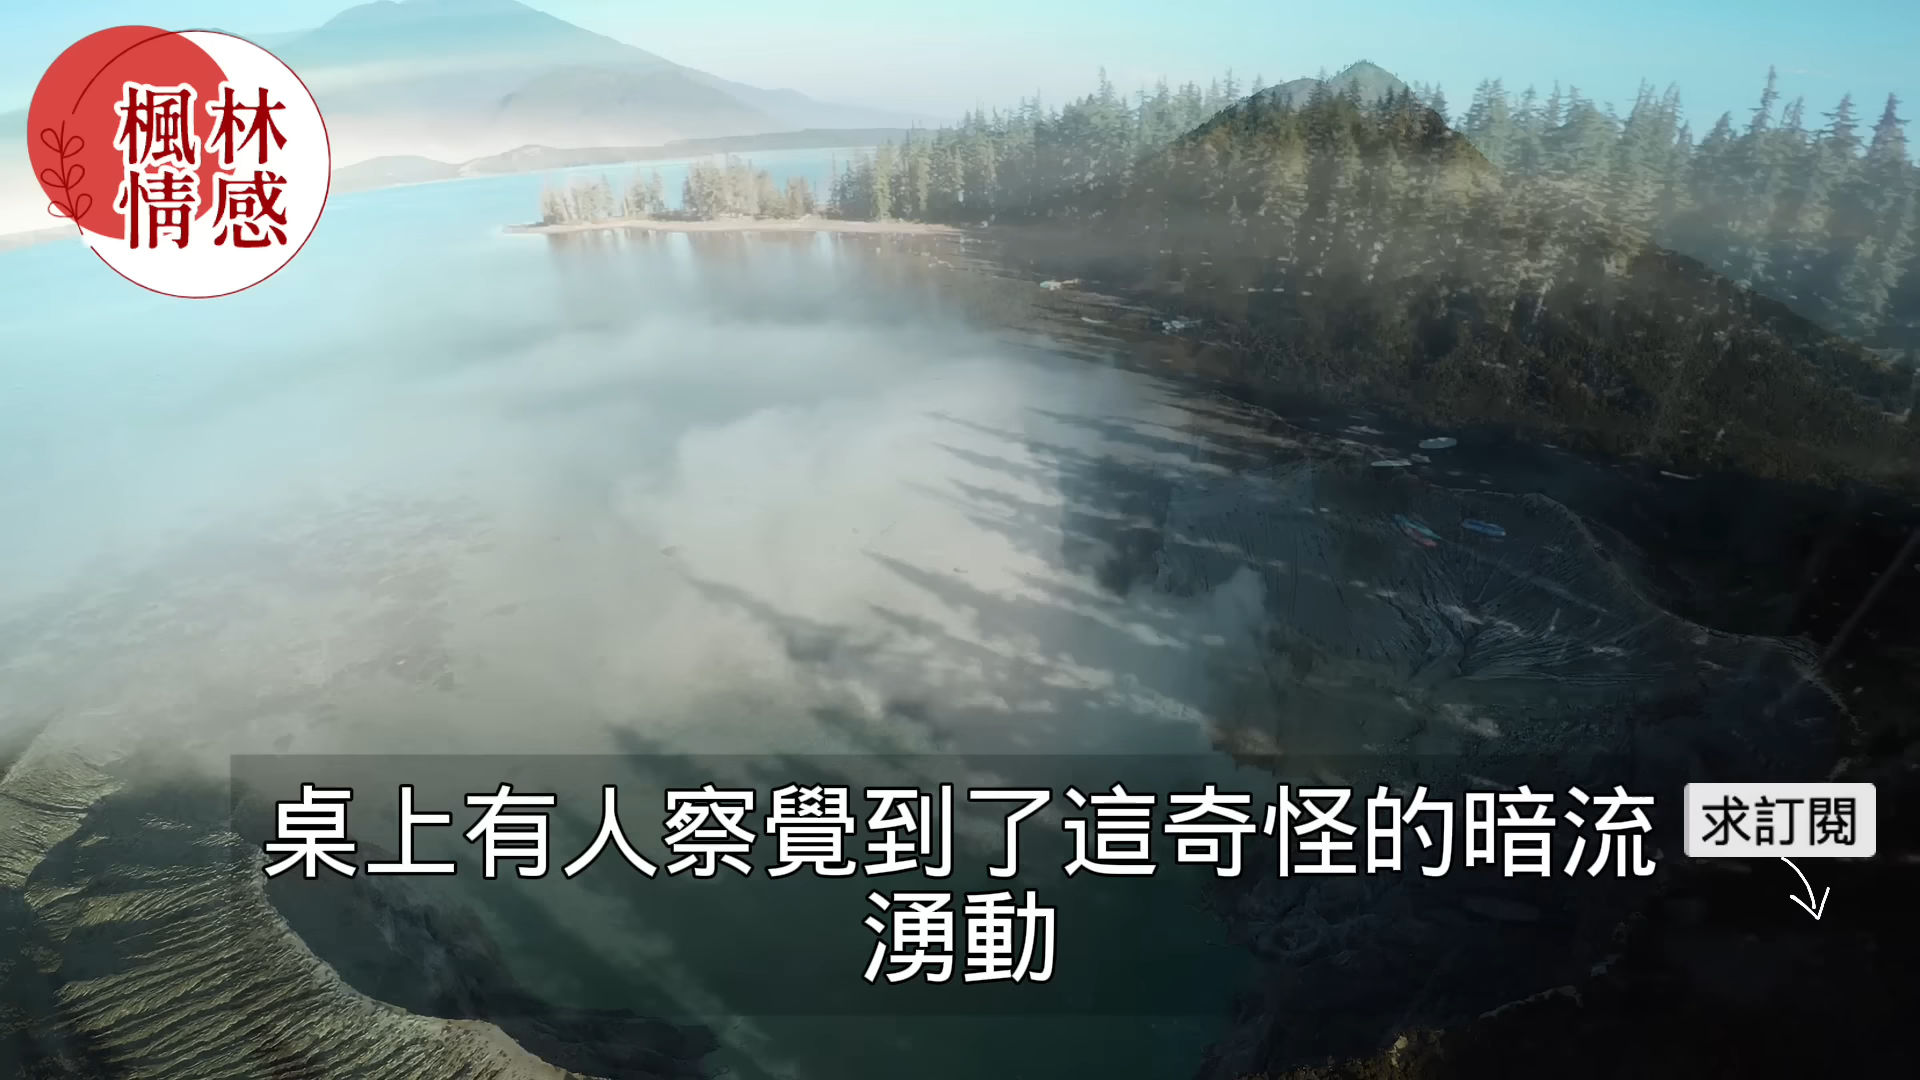 楓林
情感
桌上有人察覺到了這奇怪的暗流
湧動
求訂閱